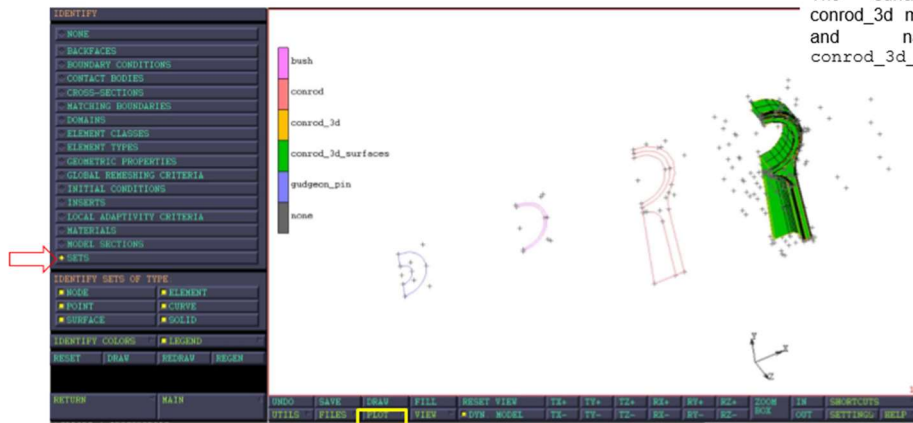 conrod_3d
and
conrod_3d_
IDENTIFY
NONE
BACKFACES
BOUNDARY CONDITIONS
CONTACT BODIES
CROSS-SECTIONS
MATCHING BOUNDARIES
DOMAINS
ELEMENT CLASSES
ELEMENT TYPES
GEOMETRIC PROPERTIES
GLOBAL REMESHING CRITERIA
INITIAL CONDITIONS
INSERTS
LOCAL ADAPTIVITY CRITERIA
MATERIALS
MODEL SECTIONS
SETS
IDENTIFY SETS OF TYPE
NODE ELEMENT
POINT CURVE
SURFACE SOLID
IDENTIFY COLORS LEGEND
RESET DRAW REDRAW REGEN
RETURN MAIN
bush
conrod
conrod_3d
conrod_3d_surfaces
gudgeon_pin
none
Y
X
Z
1
UNDO SAVE DRAW FILL RESET VIEW TX+ TY+ TZ+ RX+ RY+ RZ+ ZOOM BOX IN SHORTCUTS
UTILS FILES PLOT VIEW DYN MODEL TX- TY- TZ- RX- RY- RZ- OUT SETTINGS HELP